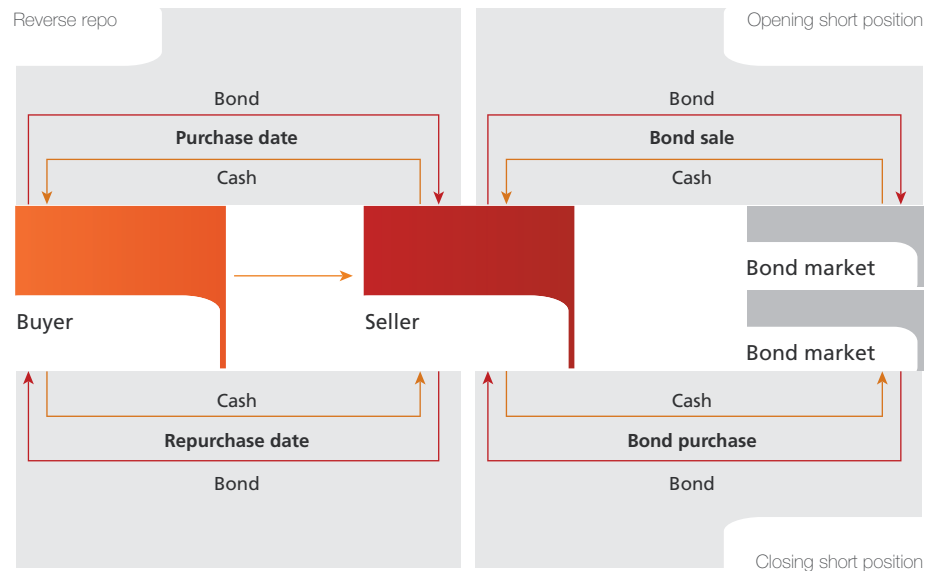 Reverse repo
Opening short position
Bond
Bond
Purchase date
Bond sale
Cash
Cash
Bond market
Buyer
Seller
Bond market
Cash
Cash
Repurchase date
Bond purchase
Bond
Bond
Closing short position